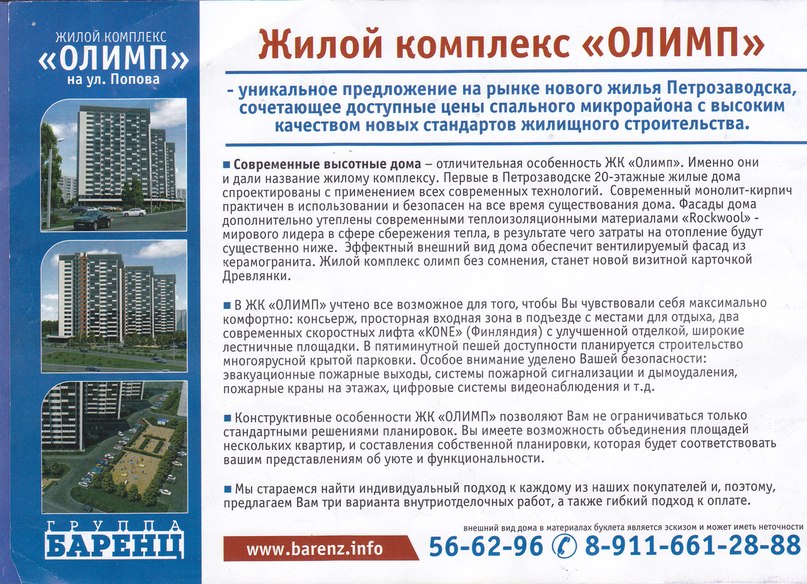 ЖИЛОЙ КОМПЛЕКС
«ОЛИМП»
на ул. Попова
ГРУППА
БАРЕНЦ
Жилой комплекс «ОЛИМП»
- уникальное предложение на рынке нового жилья Петрозаводска,
сочетающее доступные цены спального микрорайона с высоким
качеством новых стандартов жилищного строительства.
■ Современные высотные дома – отличительная особенность ЖК «Олимп». Именно они
и дали название жилому комплексу. Первые в Петрозаводске 20-этажные жилые дома
спроектированы с применением всех современных технологий. Современный монолит-кирпич
практичен в использовании и безопасен на все время существования дома. Фасады дома
дополнительно утеплены современными теплоизоляционными материалами «Rockwool» -
мирового лидера в сфере сбережения тепла, в результате чего затраты на отопление будут
существенно ниже. Эффектный внешний вид дома обеспечит вентилируемый фасад из
керамогранита. Жилой комплекс олимп без сомнения, станет новой визитной карточкой
Древлянки.
■ В ЖК «ОЛИМП» учтено все возможное для того, чтобы Вы чувствовали себя максимально
комфортно: консьерж, просторная входная зона в подъезде с местами для отдыха, два
современных скоростных лифта «KONE» (Финляндия) с улучшенной отделкой, широкие
лестничные площадки. В пятиминутной пешей доступности планируется строительство
многоярусной крытой парковки. Особое внимание уделено Вашей безопасности:
эвакуационные пожарные выходы, системы пожарной сигнализации и дымоудаления,
пожарные краны на этажах, цифровые системы видеонаблюдения и т.д.
■ Конструктивные особенности ЖК «ОЛИМП» позволяют Вам не ограничиваться только
стандартными решениями планировок. Вы имеете возможность объединения площадей
нескольких квартир, и составления собственной планировки, которая будет соответствовать
вашим представлениям об уюте и функциональности.
■ Мы стараемся найти индивидуальный подход к каждому из наших покупателей и, поэтому,
предлагаем Вам три варианта внутриотделочных работ, а также гибкий подход к оплате.
внешний вид дома в материалах буклета является эскизом и может иметь неточности
www.barenz.info
56-62-96 ✆ 8-911-661-28-88